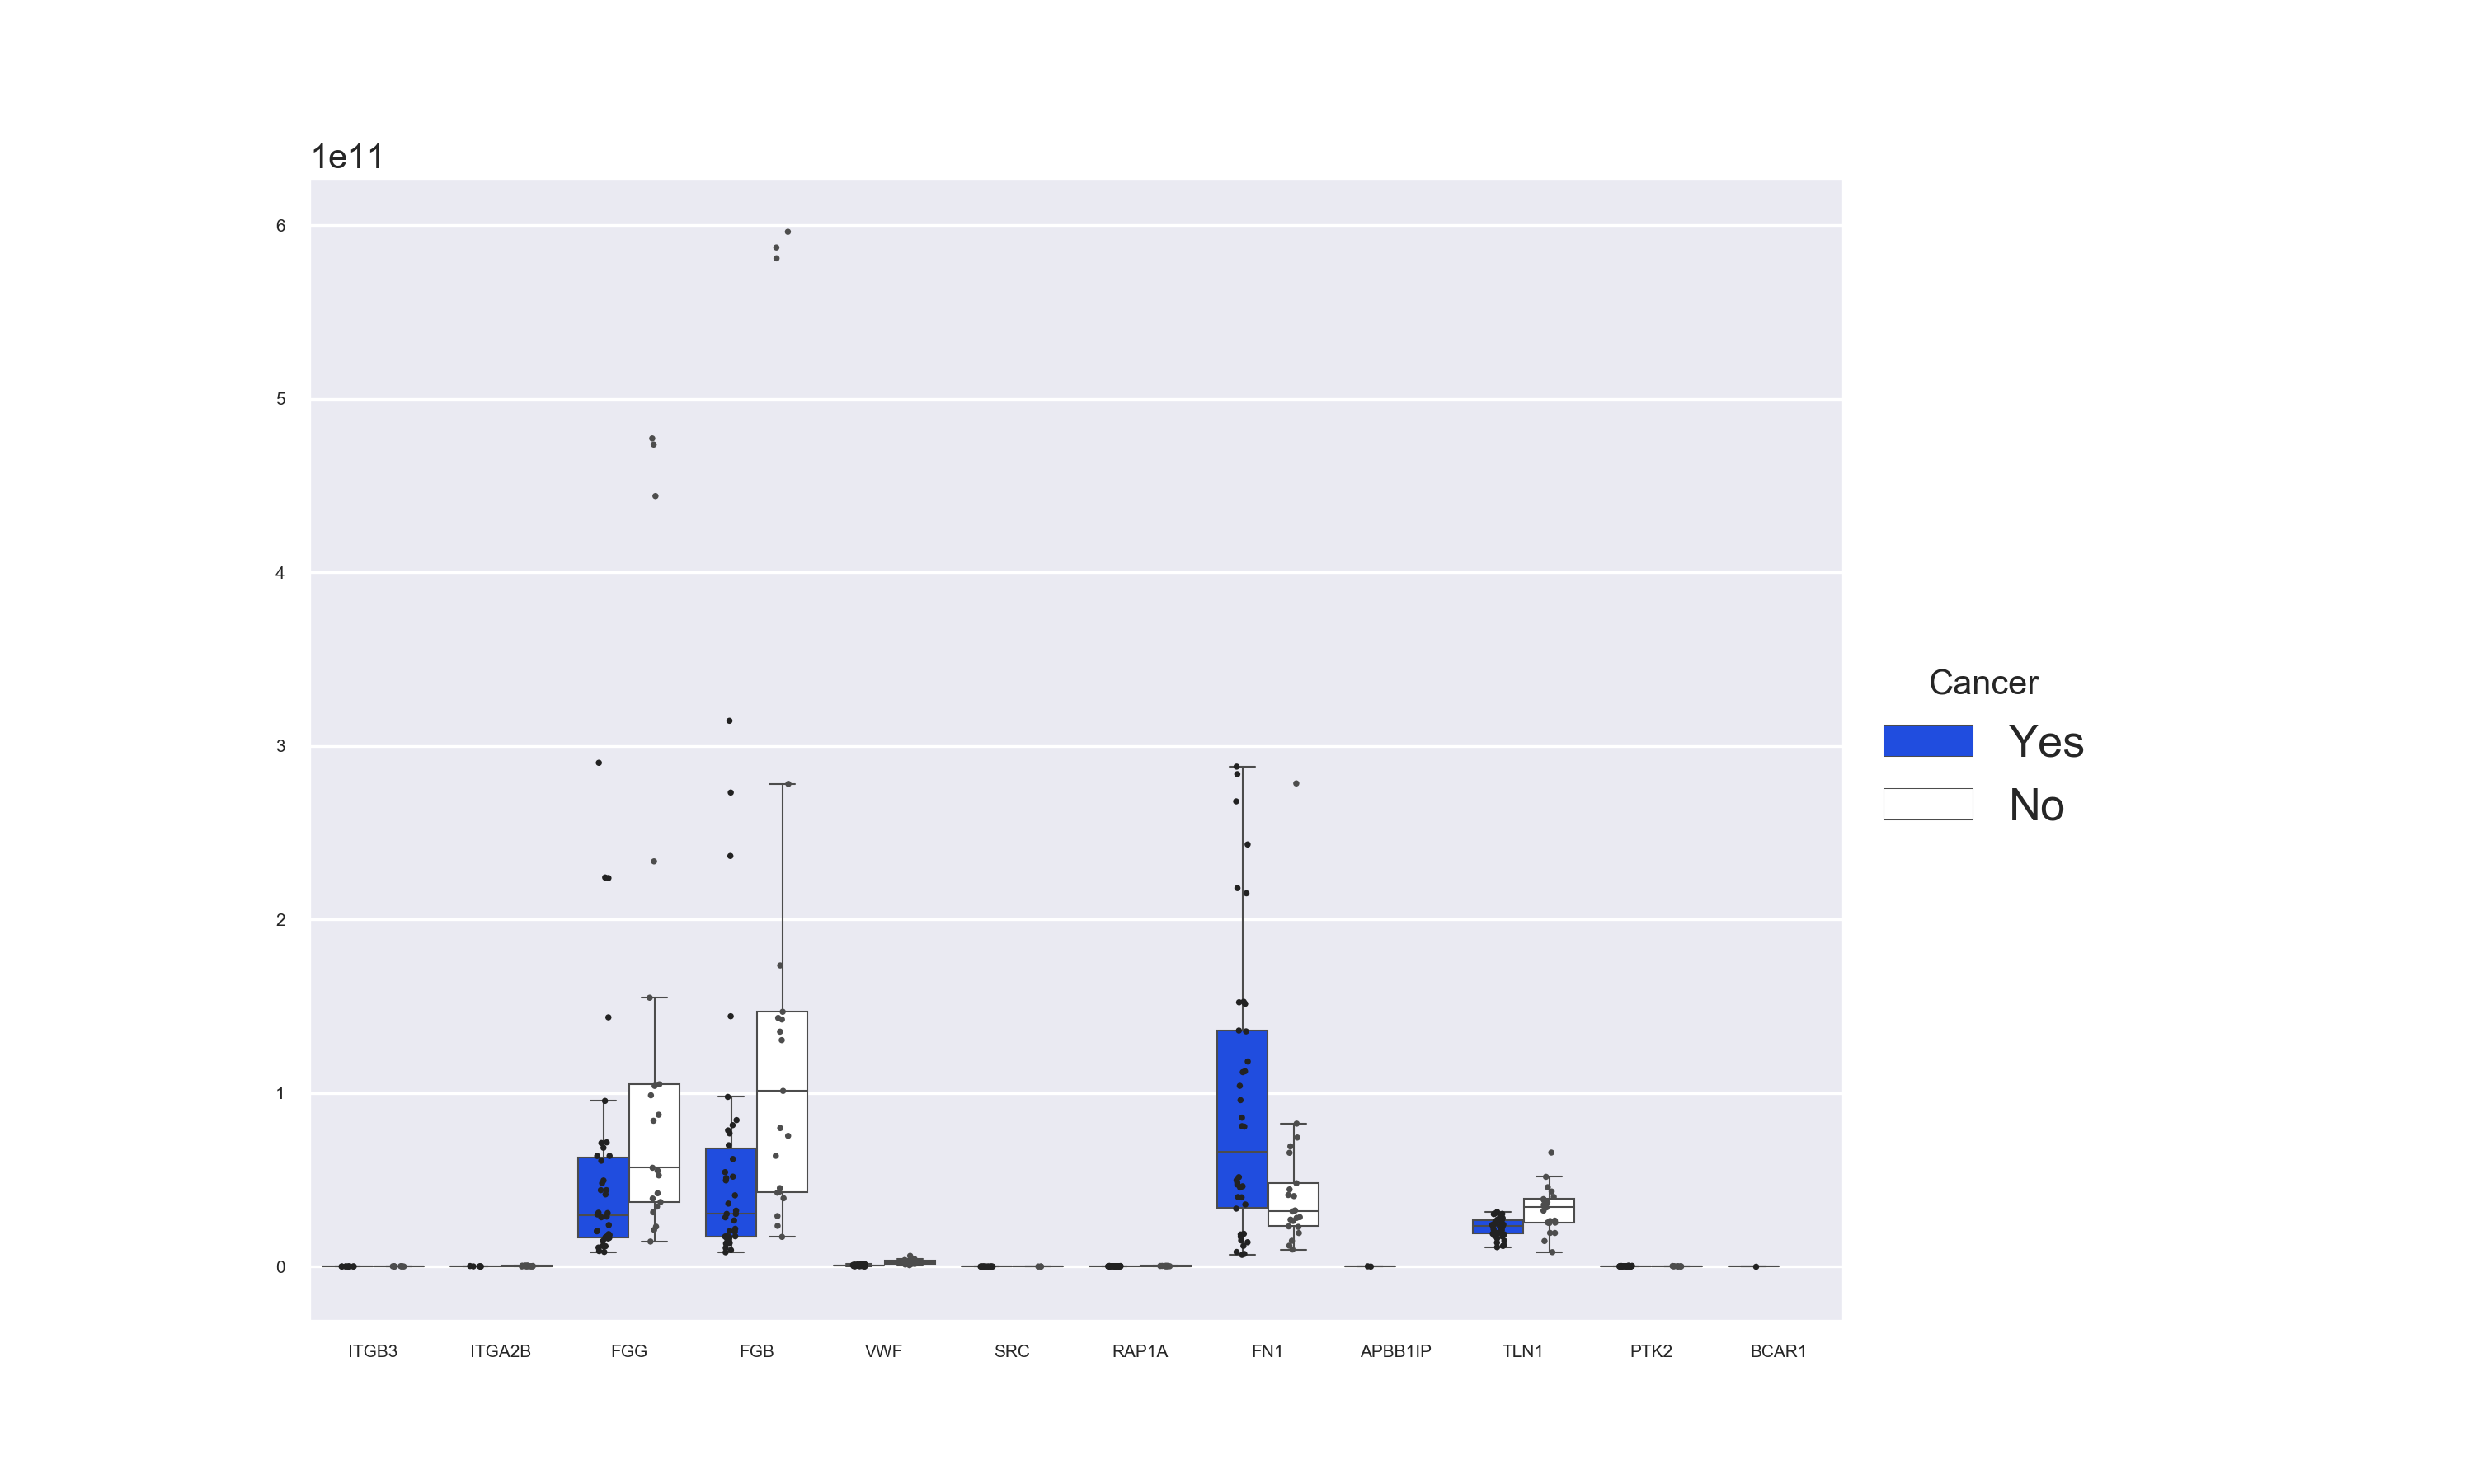 1e11
6
5
4
3
2
1
0
ITGB3 ITGA2B FGG FGB VWF SRC RAP1A FN1 APBB1IP TLN1 PTK2 BCAR1
Cancer
Yes
No